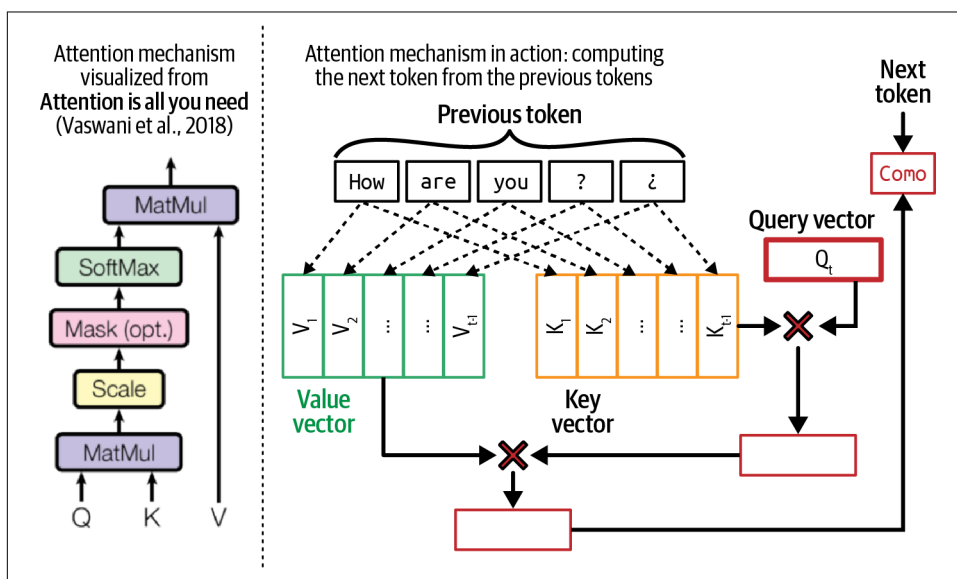 Attention mechanism
visualized from
Attention is all you need
(Vaswani et al., 2018)
MatMul
SoftMax
Mask (opt.)
Scale
MatMul
Q K V
Attention mechanism in action: computing
the next token from the previous tokens
Previous token
How are you ? ¿
Next
token
Como
Query vector
Qt
V1 V2 ... ... Vt-1
K1 K2 ... ... Kt-1
Value
vector
Key
vector